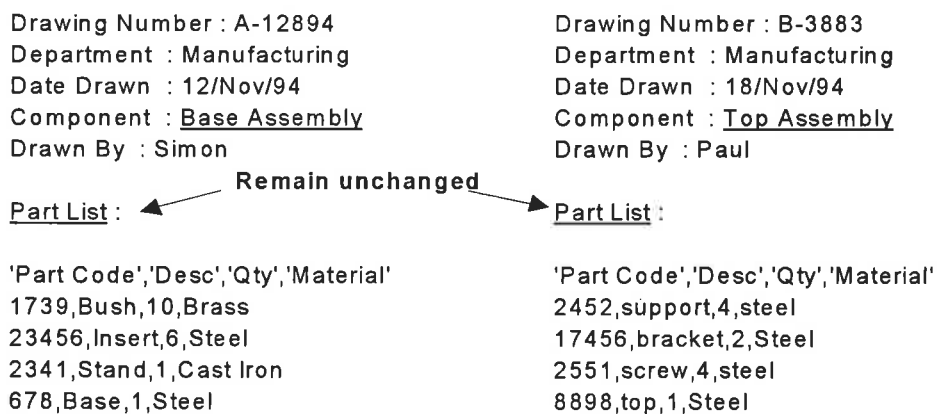 Drawing Number : A-12894
Department : Manufacturing
Date Drawn : 12/Nov/94
Component : Base Assembly
Drawn By : Simon
Remain unchanged
Part List :
'Part Code','Desc','Qty','Material'
1739,Bush,10,Brass
23456,Insert,6,Steel
2341,Stand,1,Cast Iron
678,Base,1,Steel
Drawing Number : B-3883
Department : Manufacturing
Date Drawn : 18/Nov/94
Component : Top Assembly
Drawn By : Paul
Part List :
'Part Code','Desc','Qty','Material'
2452,support,4,steel
17456,bracket,2,Steel
2551,screw,4,steel
8898,top,1,Steel